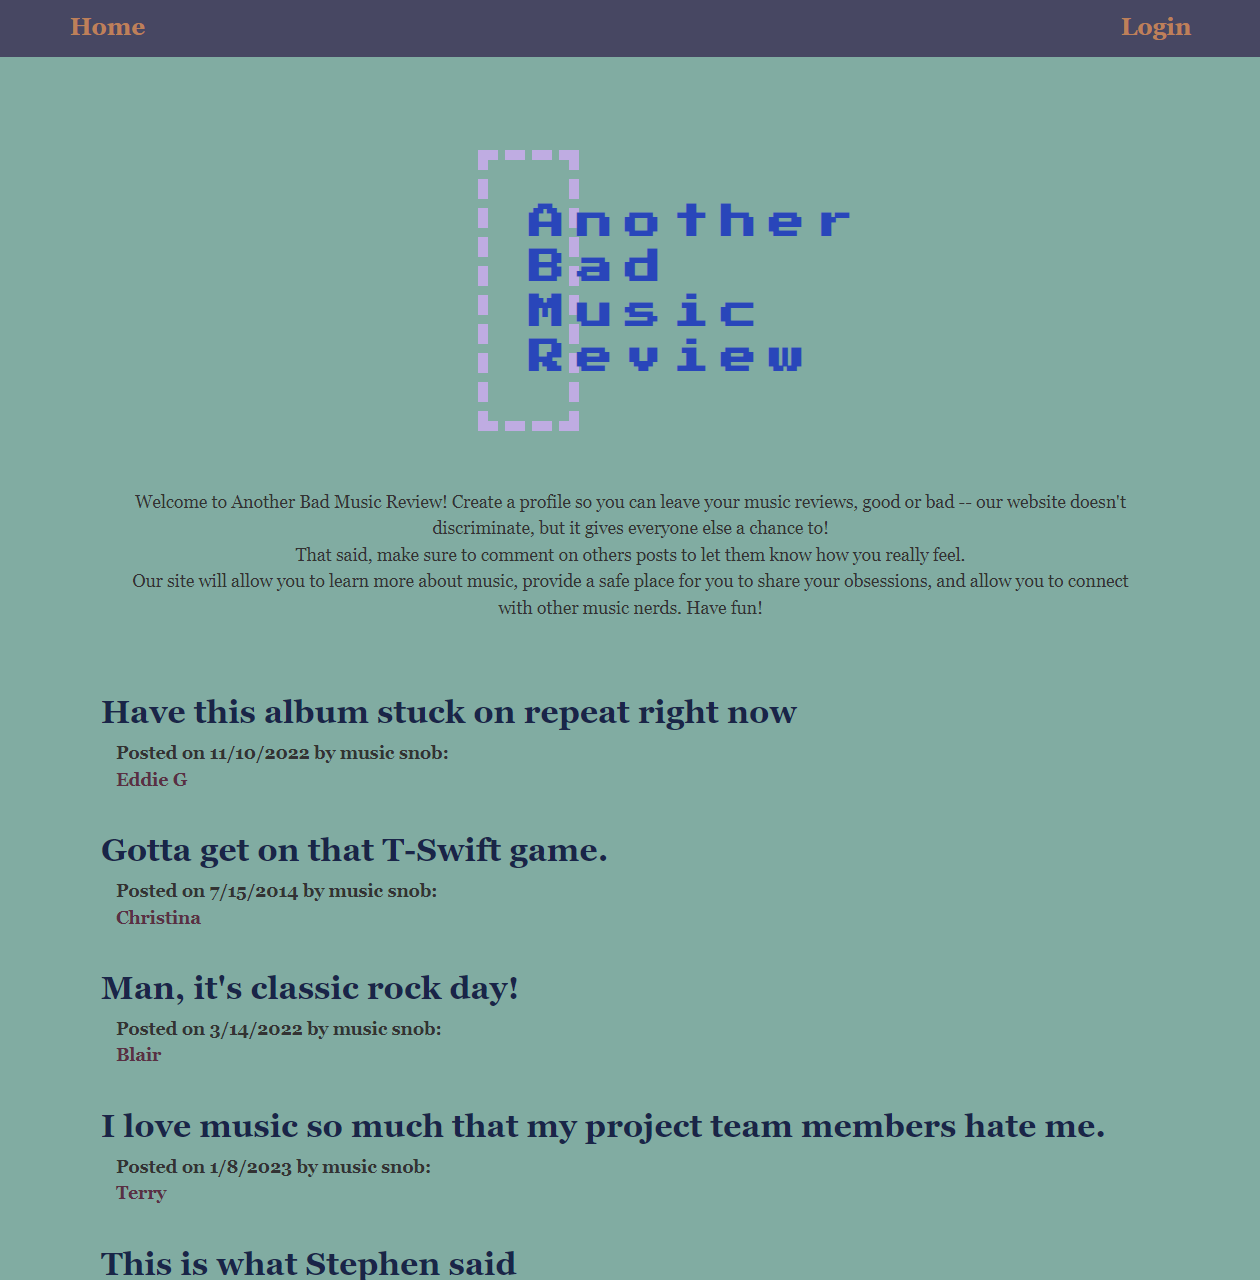 Home
Login
Another
Bad
Music
Review
Welcome to Another Bad Music Review! Create a profile so you can leave your music reviews, good or bad -- our website doesn't
discriminate, but it gives everyone else a chance to!
That said, make sure to comment on others posts to let them know how you really feel.
Our site will allow you to learn more about music, provide a safe place for you to share your obsessions, and allow you to connect
with other music nerds. Have fun!
Have this album stuck on repeat right now
Posted on 11/10/2022 by music snob:
Eddie G
Gotta get on that T-Swift game.
Posted on 7/15/2014 by music snob:
Christina
Man, it's classic rock day!
Posted on 3/14/2022 by music snob:
Blair
I love music so much that my project team members hate me.
Posted on 1/8/2023 by music snob:
Terry
This is what Stephen said